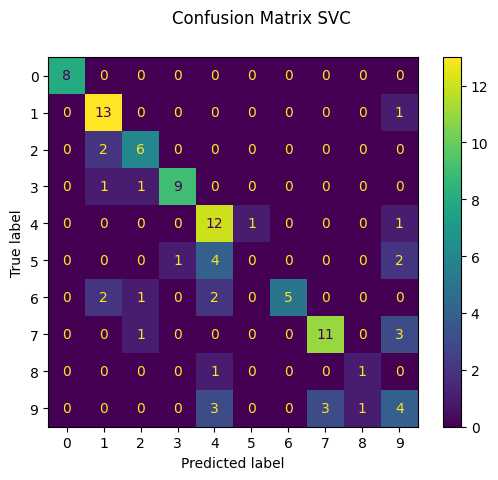 Confusion Matrix SVC
0 8 0 0 0 0 0 0 0 0 0
1 0 13 0 0 0 0 0 0 0 1
2 0 2 6 0 0 0 0 0 0 0
3 0 1 1 9 0 0 0 0 0 0
4 0 0 0 0 12 1 0 0 0 1
5 0 0 0 1 4 0 0 0 0 2
6 0 2 1 0 2 0 5 0 0 0
7 0 0 1 0 0 0 0 11 0 3
8 0 0 0 0 1 0 0 0 1 0
9 0 0 0 0 3 0 0 3 1 4
0 1 2 3 4 5 6 7 8 9
True label
Predicted label
12
10
8
6
4
2
0